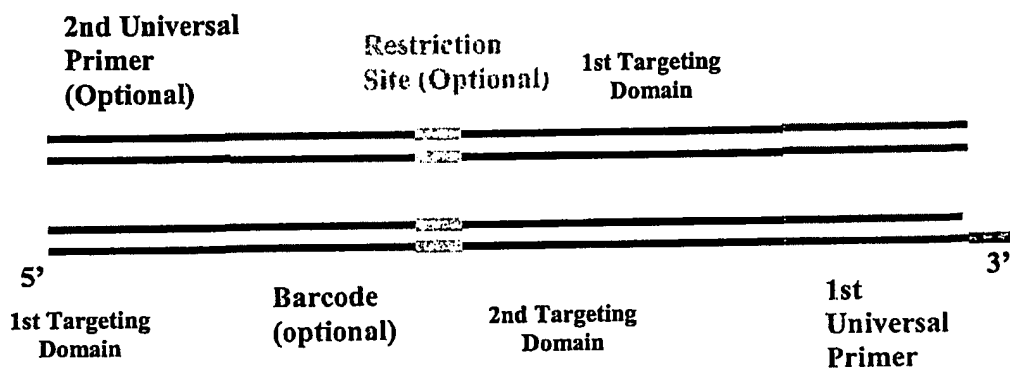 2nd Universal
Primer
(Optional)
Restriction
Site (Optional)
1st Targeting
Domain
5'
3'
1st Targeting
Domain
Barcode
(optional)
2nd Targeting
Domain
1st
Universal
Primer